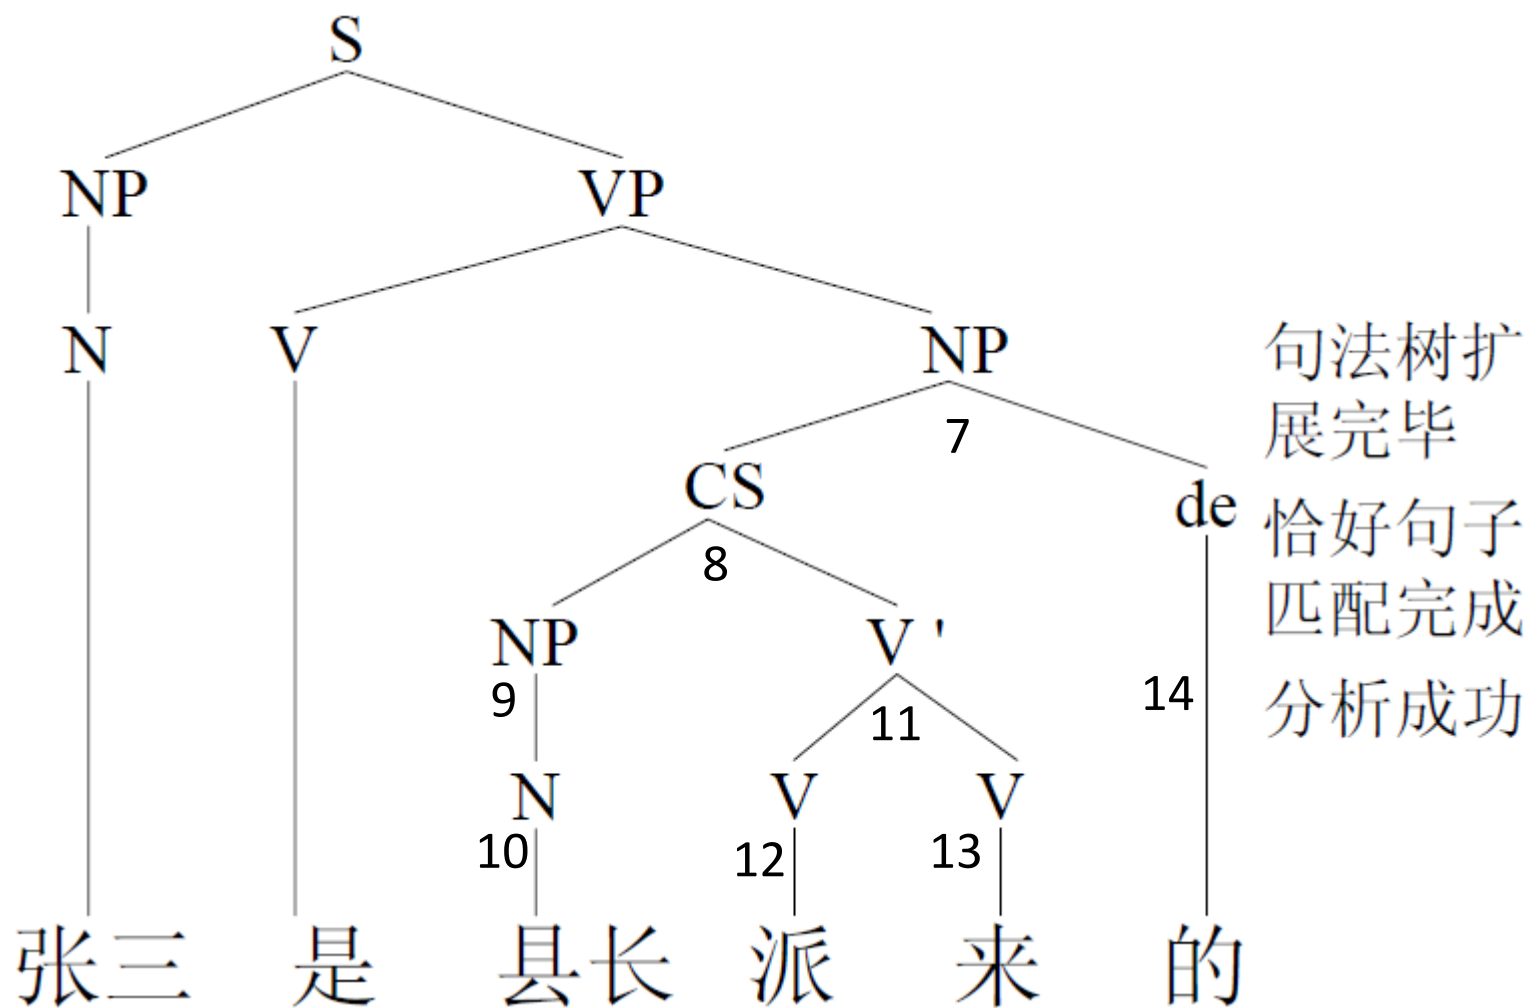 S
NP VP
N V NP
句法树扩
展完毕
7
CS
de
恰好句子
8
匹配完成
NP V '
9
11
14
分析成功
N V V
10 12 13
张三 是 县长 派 来 的